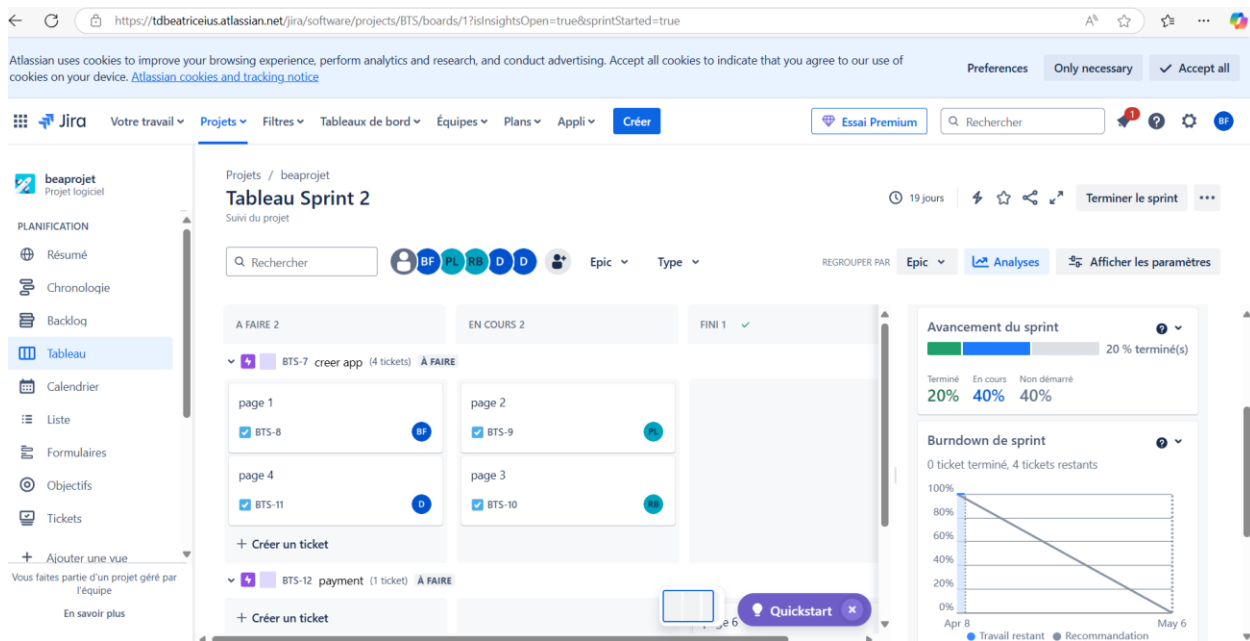 https://tdbeatriceius.atlassian.net/jira/software/projects/BTS/boards/1?isInsightsOpen=true&sprintStarted=true
Atlassian uses cookies to improve your browsing experience, perform analytics and research, and conduct advertising. Accept all cookies to indicate that you agree to our use of
cookies on your device. Atlassian cookies and tracking notice
Preferences Only necessary Accept all
Jira Votre travail Projets Filtres Tableaux de bord Équipes Plans Appli Créer Essai Premium Rechercher 1 BF
beaprojet
Projet logiciel
PLANIFICATION
Résumé
Chronologie
Backlog
Tableau
Calendrier
Liste
Formulaires
Objectifs
Tickets
Ajouter une vue
Vous faites partie d'un projet géré par
l'équipe
En savoir plus
Projets / beaprojet
Tableau Sprint 2
Suivi du projet
19 jours Terminer le sprint
Rechercher BF PL RB D D Epic Type REGROUPER PAR Epic Analyses Afficher les paramètres
A FAIRE 2 EN COURS 2 FINI 1
BTS-7 creer app (4 tickets) À FAIRE
page 1
BTS-8 BF
page 2
BTS-9 PL
page 4
BTS-11 D
page 3
BTS-10 RB
+ Créer un ticket
BTS-12 payment (1 ticket) À FAIRE
+ Créer un ticket
Quickstart
Avancement du sprint
20 % terminé(s)
Terminé En cours Non démarré
20% 40% 40%
Burndown de sprint
0 ticket terminé, 4 tickets restants
100%
80%
60%
40%
20%
0%
Apr 8 May 6
Travail restant Recommandation